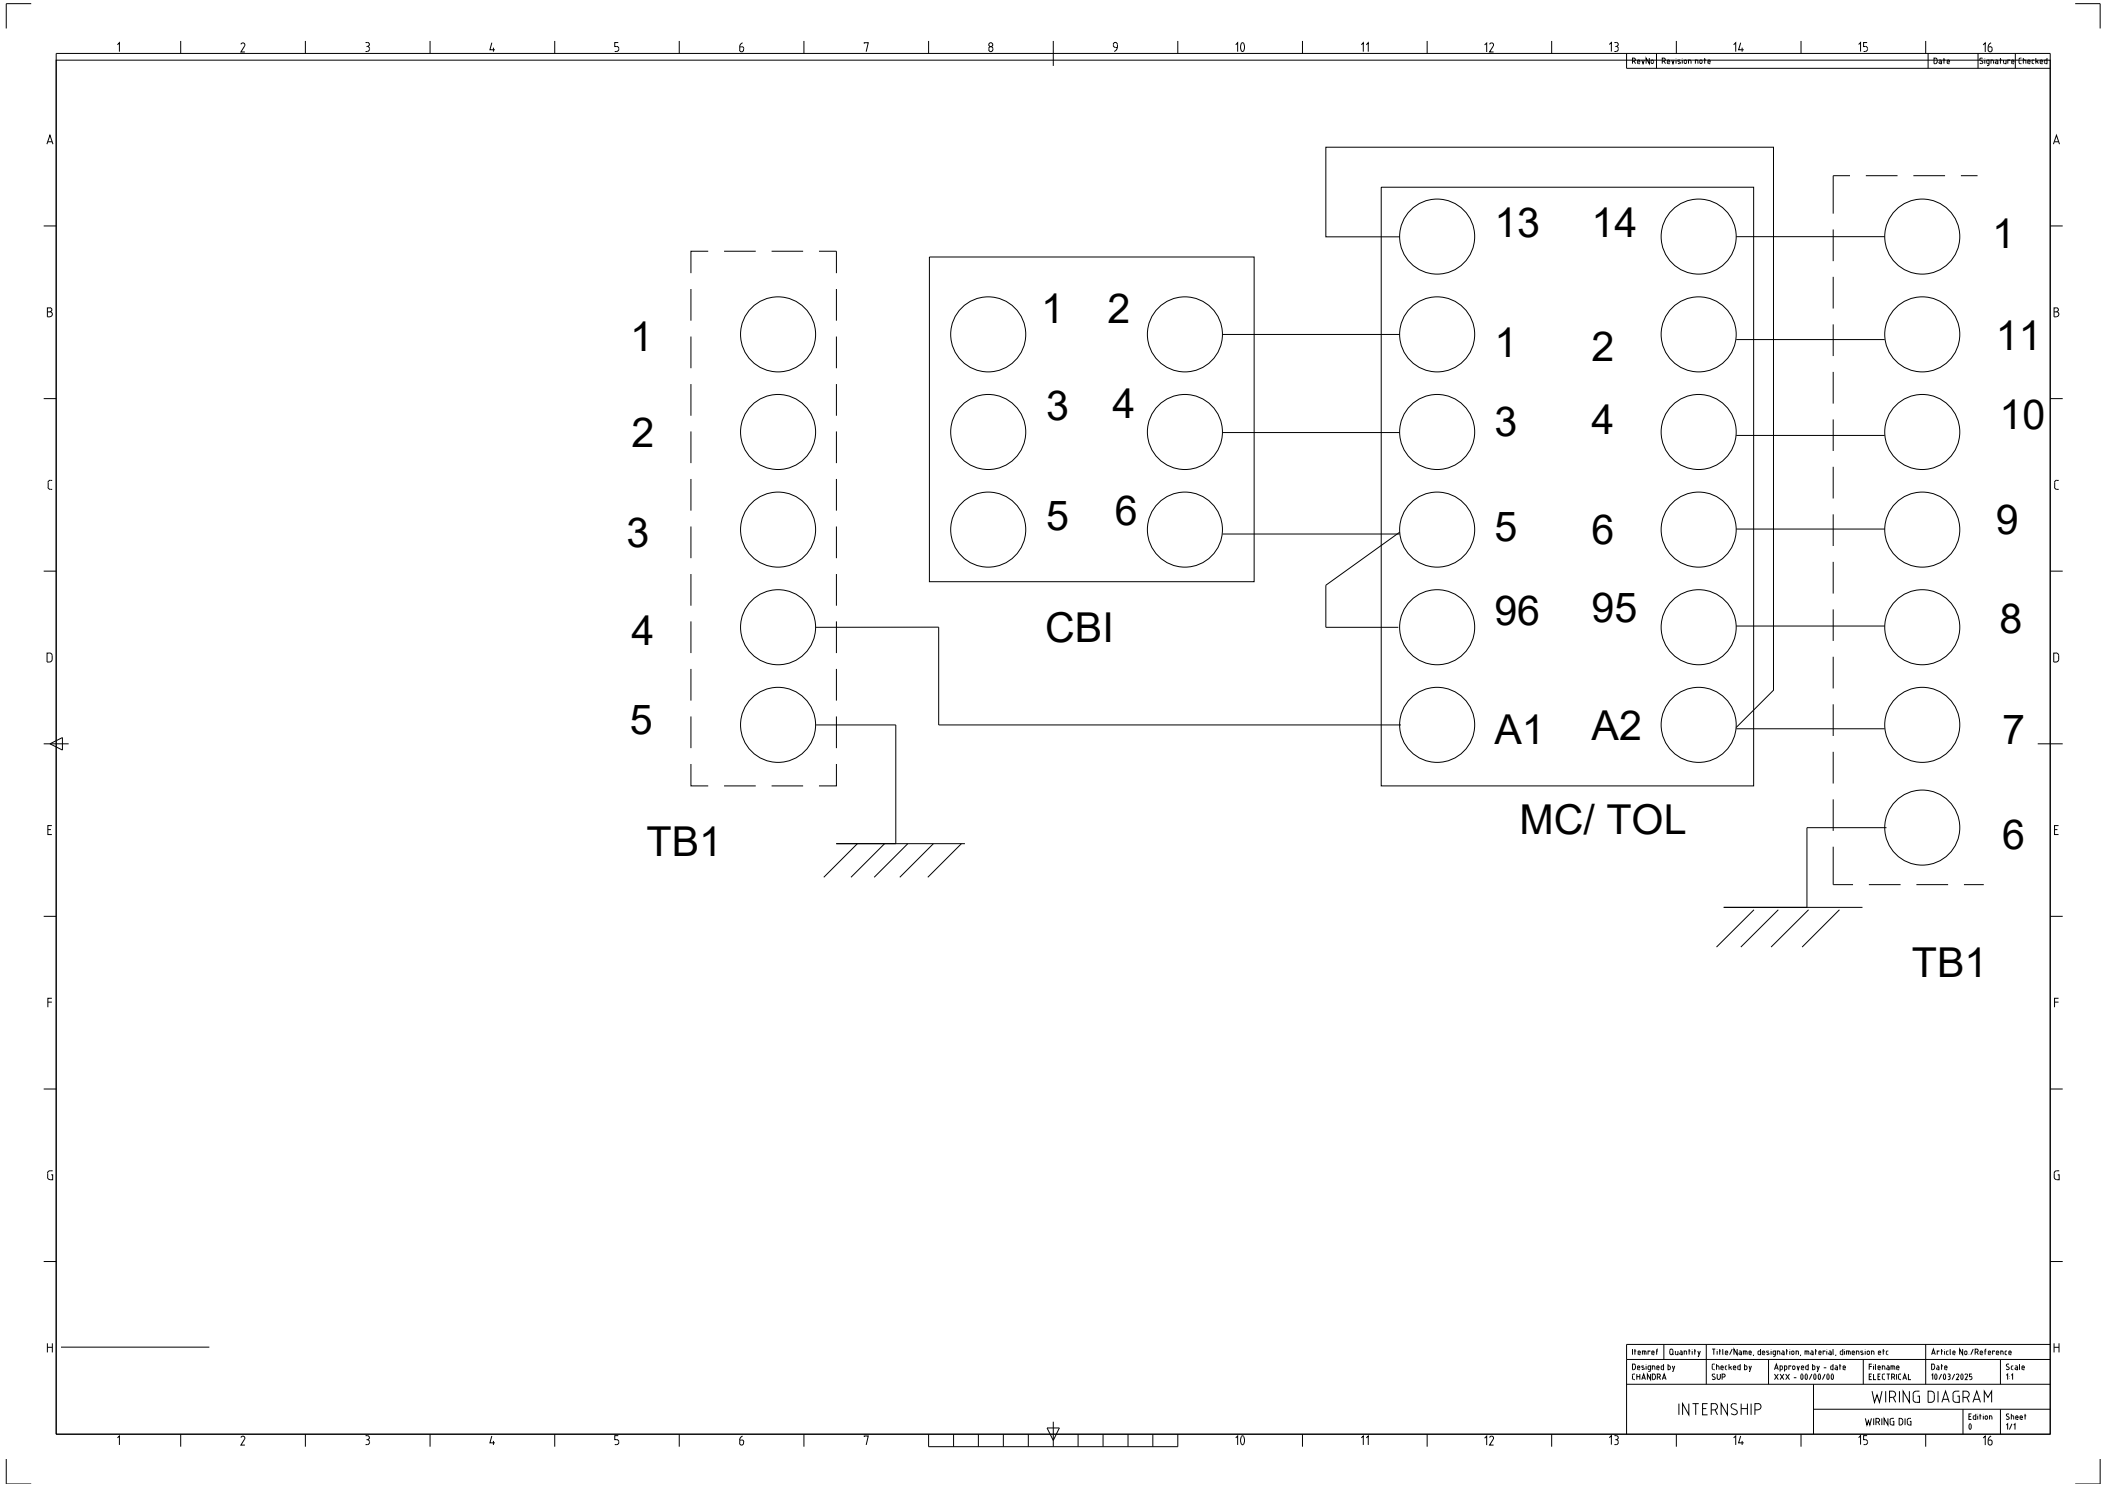 1 2 3 4 5 6 7 8 9 10 11 12 13 14 15 16
RevNo Revision note Date Signature Checked
A A
13 14 1
B 1 1 2 1 2 11 B
2 3 4 3 4 10
C C
3 5 6 5 6 9
4 CBI 96 95 8
D D
5 A1 A2 7
TB1 MC/ TOL 6
E E
TB1
F F
G G
H H
Itemref Quantity Title/Name, designation, material, dimension etc Article No./Reference
Designed by Checked by Approved by - date Filename Date Scale
CHANDRA SUP XXX - 00/00/00 ELECTRICAL 10/03/2025 1:1
INTERNSHIP WIRING DIAGRAM
WIRING DIG Edition Sheet
0 1/1
1 2 3 4 5 6 7 10 11 12 13 14 15 16